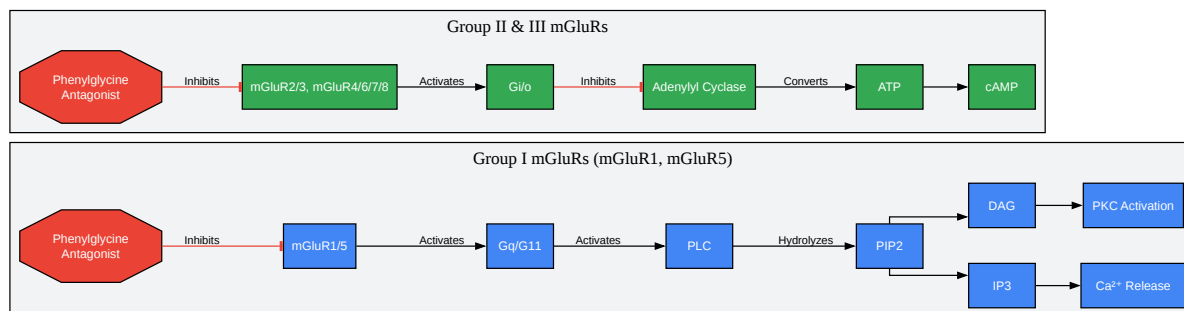 Group II & III mGluRs
Phenylglycine
Antagonist
Inhibits
mGluR2/3, mGluR4/6/7/8
Activates
Gi/o
Inhibits
Adenylyl Cyclase
Converts
ATP
cAMP
Group I mGluRs (mGluR1, mGluR5)
Phenylglycine
Antagonist
Inhibits
mGluR1/5
Activates
Gq/G11
Activates
PLC
Hydrolyzes
PIP2
DAG
PKC Activation
IP3
Ca²⁺ Release